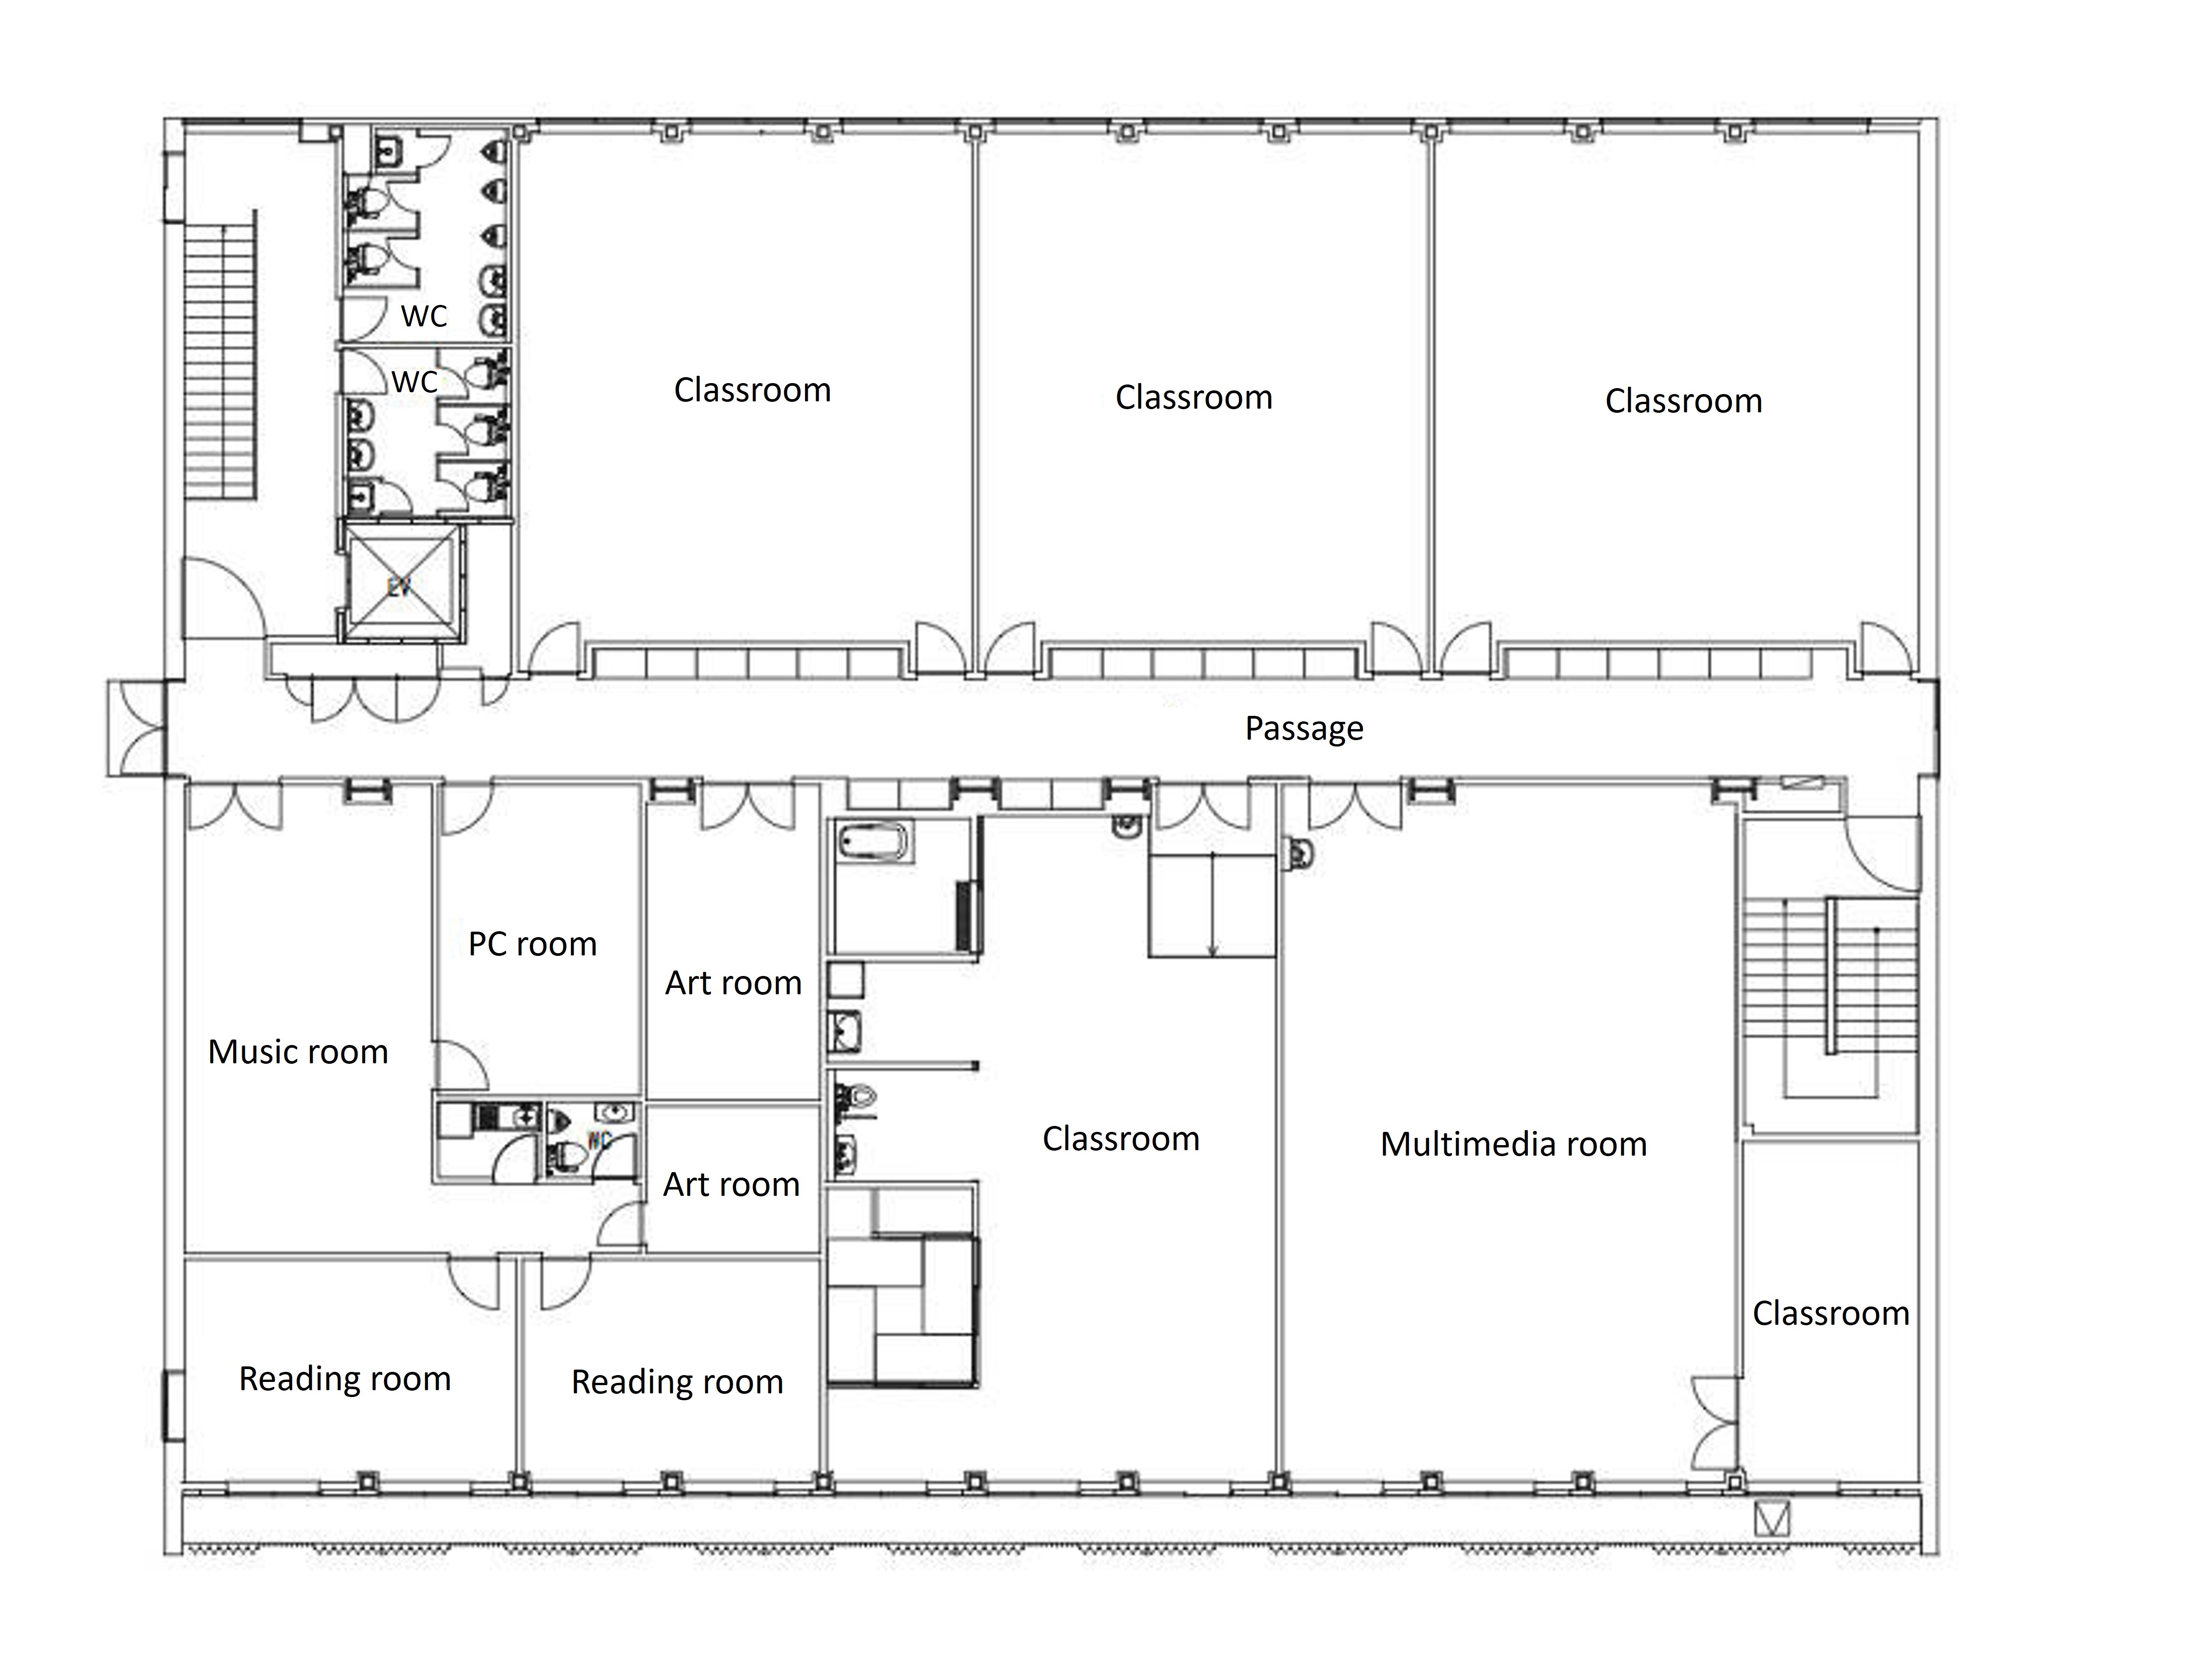 WC
WC
Classroom
Classroom
Classroom
EV
Passage
PC room
Art room
Music room
WC
Art room
Classroom
Multimedia room
Classroom
Reading room
Reading room